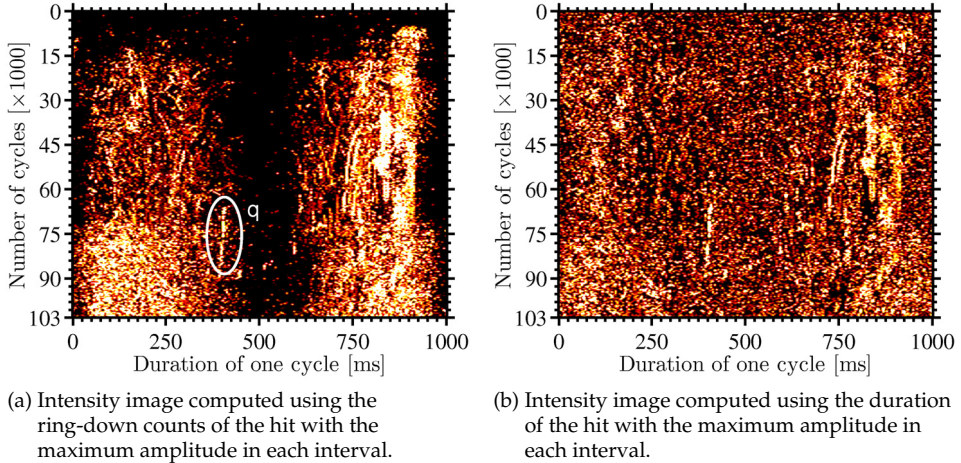 0
15
30
45
60
75
90
103
Number of cycles [×1000]
q
0
250
500
750
1000
Duration of one cycle [ms]
(a) Intensity image computed using the
ring-down counts of the hit with the
maximum amplitude in each interval.
0
15
30
45
60
75
90
103
Number of cycles [×1000]
0
250
500
750
1000
Duration of one cycle [ms]
(b) Intensity image computed using the duration
of the hit with the maximum amplitude in
each interval.